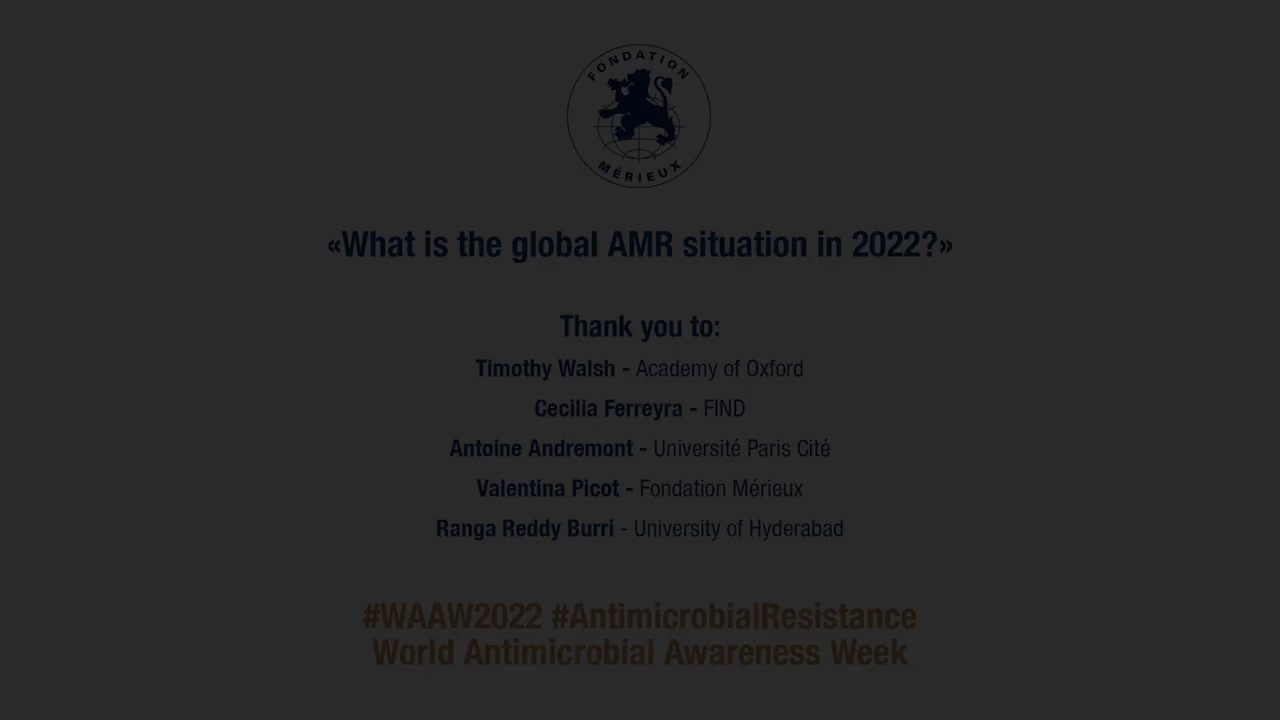 FONDATION
MÉRIEUX
«What is the global AMR situation in 2022?»
Thank you to:
Timothy Walsh - Academy of Oxford
Cecilia Ferreyra - FIND
Antoine Andremont - Université Paris Cité
Valentina Picot - Fondation Mérieux
Ranga Reddy Burri - University of Hyderabad
#WAAW2022 #AntimicrobialResistance
World Antimicrobial Awareness Week